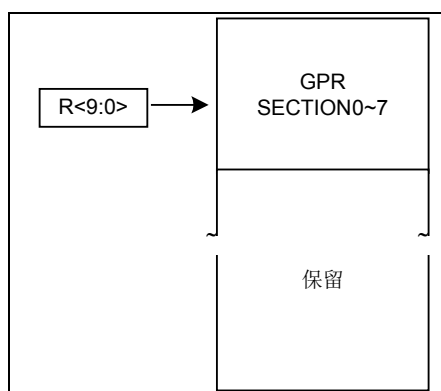 R<9:0>
GPR
SECTION0~7
~ ~
保留